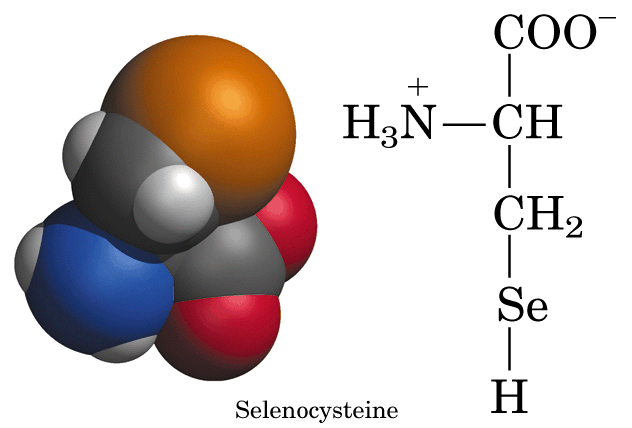 COO⁻
H₃N⁺—CH
CH₂
Se
H
Selenocysteine